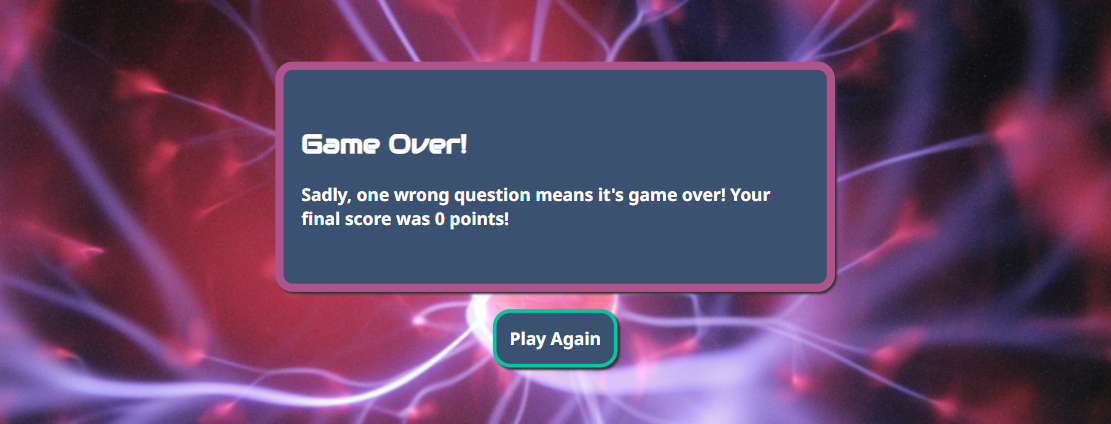 Game Over!
Sadly, one wrong question means it's game over! Your
final score was 0 points!
Play Again